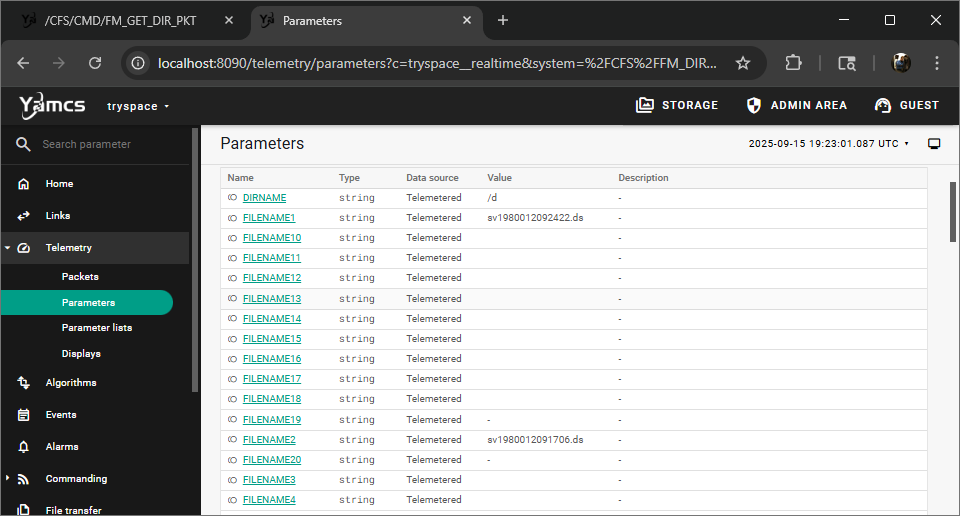 /CFS/CMD/FM_GET_DIR_PKT
Parameters
localhost:8090/telemetry/parameters?c=tryspace__realtime&system=%2FCFS%2FFM_DIR...
Yamcs
tryspace
STORAGE
ADMIN AREA
GUEST
Search parameter
Home
Links
Telemetry
Packets
Parameters
Parameter lists
Displays
Algorithms
Events
Alarms
Commanding
File transfer
Parameters
2025-09-15 19:23:01.087 UTC
Name Type Data source Value Description
DIRNAME string Telemetered /d -
FILENAME1 string Telemetered sv1980012092422.ds -
FILENAME10 string Telemetered -
FILENAME11 string Telemetered -
FILENAME12 string Telemetered -
FILENAME13 string Telemetered -
FILENAME14 string Telemetered -
FILENAME15 string Telemetered -
FILENAME16 string Telemetered -
FILENAME17 string Telemetered -
FILENAME18 string Telemetered -
FILENAME19 string Telemetered - -
FILENAME2 string Telemetered sv1980012091706.ds -
FILENAME20 string Telemetered - -
FILENAME3 string Telemetered -
FILENAME4 string Telemetered -